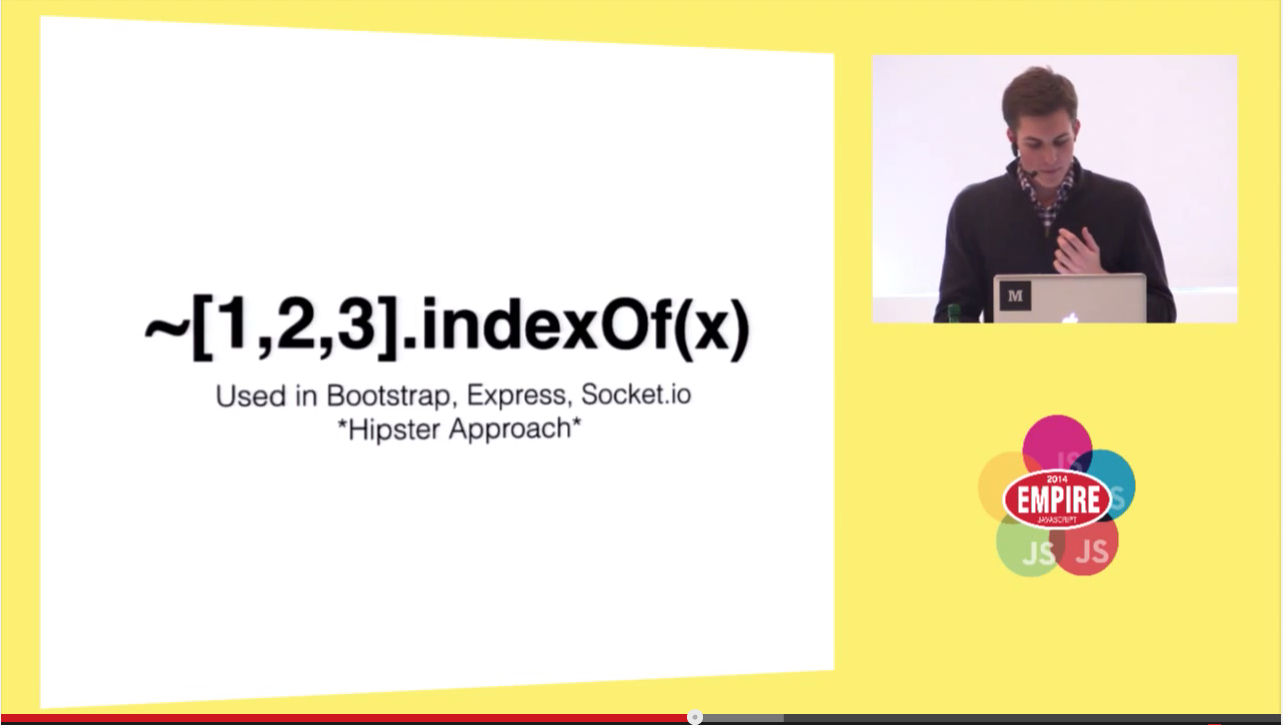 ~[1,2,3].indexOf(x)
Used in Bootstrap, Express, Socket.io
*Hipster Approach*
M
JS
2014
EMPIRE
JAVASCRIPT
JS
JS
JS